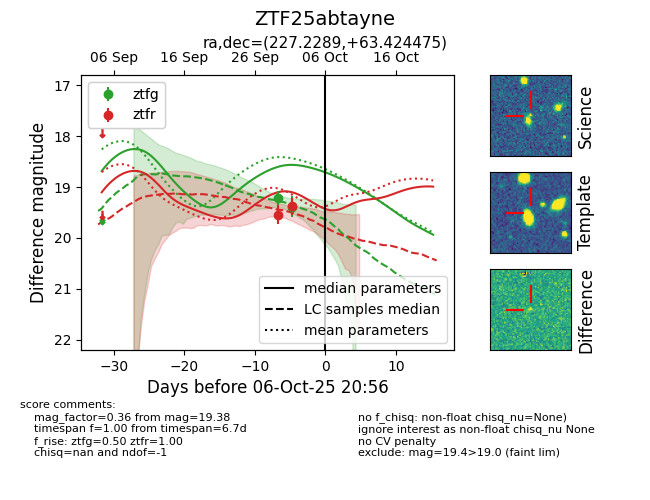 ZTF25abtayne
ra,dec=(227.2289,+63.424475)
06 Sep 16 Sep 26 Sep 06 Oct 16 Oct
17
18
19
20
21
22
Difference magnitude
ztfg
ztfr
median parameters
LC samples median
mean parameters
−30 −20 −10 0 10
Days before 06-Oct-25 20:56
Science
Template
Difference
score comments:
mag_factor=0.36 from mag=19.38
timespan f=1.00 from timespan=6.7d
f_rise: ztfg=0.50 ztfr=1.00
chisq=nan and ndof=-1
no f_chisq: non-float chisq_nu=None)
ignore interest as non-float chisq_nu None
no CV penalty
exclude: mag=19.4>19.0 (faint lim)